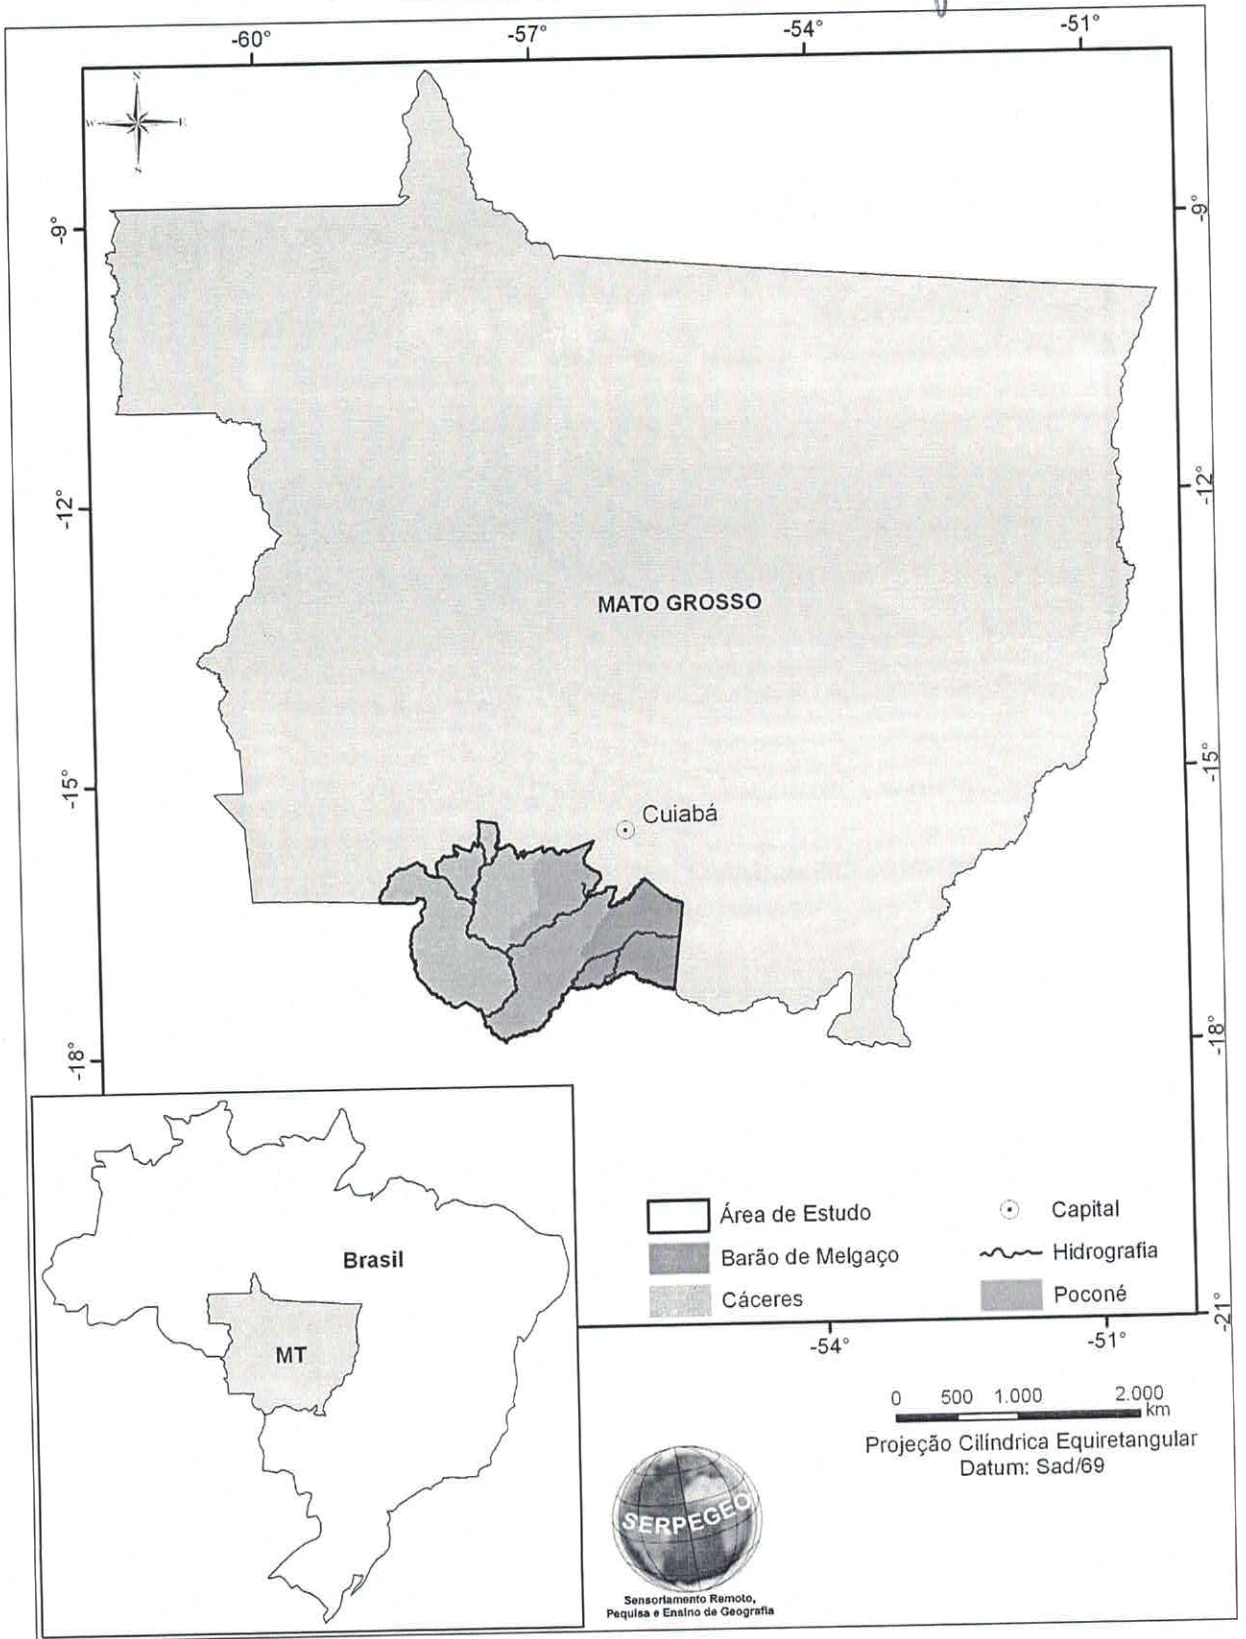 -60°
-57°
-54°
-51°
N
W
E
-9°
-9°
-12°
-12°
MATO GROSSO
-15°
-15°
Cuiabá
-18°
-18°
Brasil
MT
Área de Estudo
Capital
Barão de Melgaço
Hidrografia
Cáceres
Poconé
-21°
-54°
-51°
0 500 1.000 2.000
km
Projeção Cilíndrica Equiretangular
Datum: Sad/69
SERPEGEO
Sensoriamento Remoto,
Pequisa e Ensino de Geografia